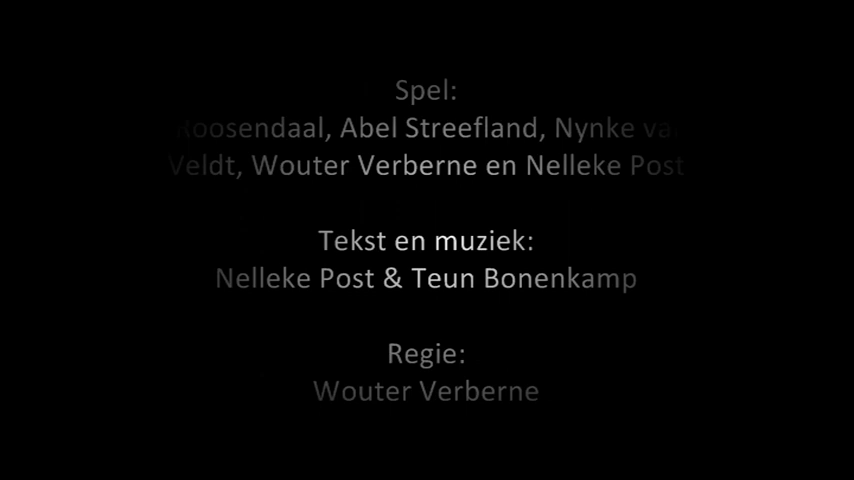 Spel:
Roosendaal, Abel Streefland, Nynke va
Veldt, Wouter Verberne en Nelleke Post
Tekst en muziek:
Nelleke Post & Teun Bonenkamp
Regie:
Wouter Verberne